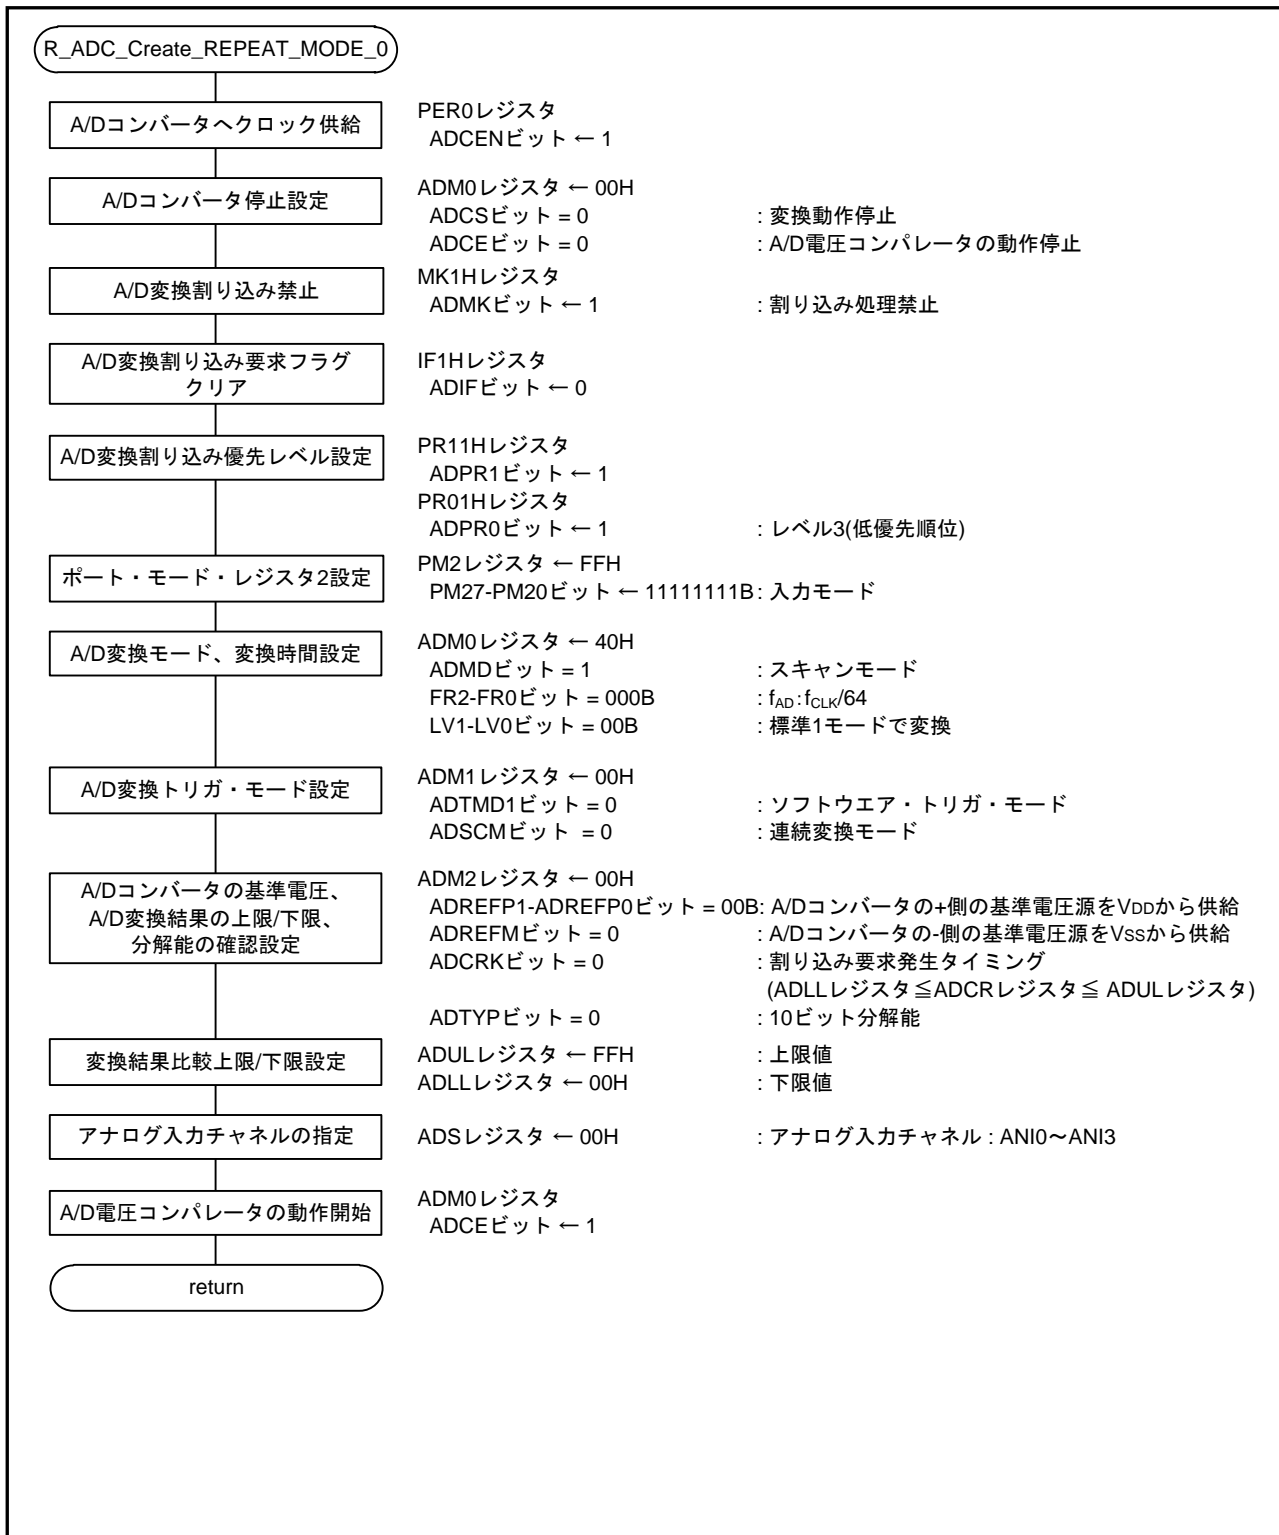 R_ADC_Create_REPEAT_MODE_0
A/Dコンバータへクロック供給
PER0レジスタ
ADCENビット ← 1
A/Dコンバータ停止設定
ADM0レジスタ ← 00H
ADCSビット = 0 : 変換動作停止
ADCEビット = 0 : A/D電圧コンパレータの動作停止
A/D変換割り込み禁止
MK1Hレジスタ
ADMKビット ← 1 : 割り込み処理禁止
A/D変換割り込み要求フラグ
クリア
IF1Hレジスタ
ADIFビット ← 0
A/D変換割り込み優先レベル設定
PR11Hレジスタ
ADPR1ビット ← 1
PR01Hレジスタ
ADPR0ビット ← 1 : レベル3(低優先順位)
ポート・モード・レジスタ2設定
PM2レジスタ ← FFH
PM27-PM20ビット ← 11111111B : 入力モード
A/D変換モード、変換時間設定
ADM0レジスタ ← 40H
ADMDビット = 1 : スキャンモード
FR2-FR0ビット = 000B : fAD : fCLK/64
LV1-LV0ビット = 00B : 標準1モードで変換
A/D変換トリガ・モード設定
ADM1レジスタ ← 00H
ADTMD1ビット = 0 : ソフトウエア・トリガ・モード
ADSCMビット = 0 : 連続変換モード
A/Dコンバータの基準電圧、
A/D変換結果の上限/下限、
分解能の確認設定
ADM2レジスタ ← 00H
ADREFP1-ADREFP0ビット = 00B: A/Dコンバータの+側の基準電圧源をVDDから供給
ADREFMビット = 0 : A/Dコンバータの-側の基準電圧源をVSSから供給
ADCRKビット = 0 : 割り込み要求発生タイミング
(ADLLレジスタ≦ADCRレジスタ≦ ADULレジスタ)
ADTYPビット = 0 : 10ビット分解能
変換結果比較上限/下限設定
ADULレジスタ ← FFH : 上限値
ADLLレジスタ ← 00H : 下限値
アナログ入力チャネルの指定
ADSレジスタ ← 00H : アナログ入力チャネル : ANI0～ANI3
A/D電圧コンパレータの動作開始
ADM0レジスタ
ADCEビット ← 1
return